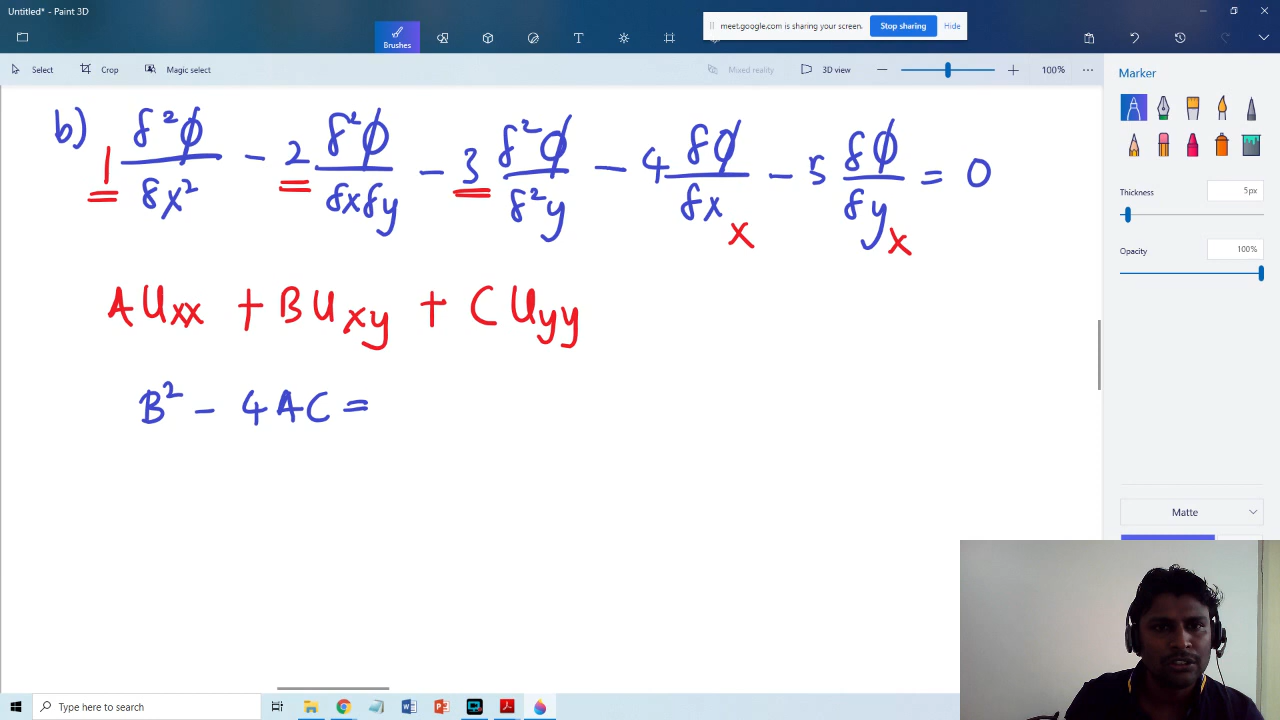 Untitled* - Paint 3D
meet.google.com is sharing your screen. Stop sharing Hide
Brushes
Select Crop Magic select Mixed reality 3D view 100%
Marker
Thickness 5px
Opacity 100%
Matte
b) 1 δ²φ/δx² - 2 δ²φ/δxδy - 3 δ²φ/δ²y - 4 δφ/δx - 5 δφ/δy = 0
x x
A Uxx + B Uxy + C Uyy
B² - 4AC =
Type here to search